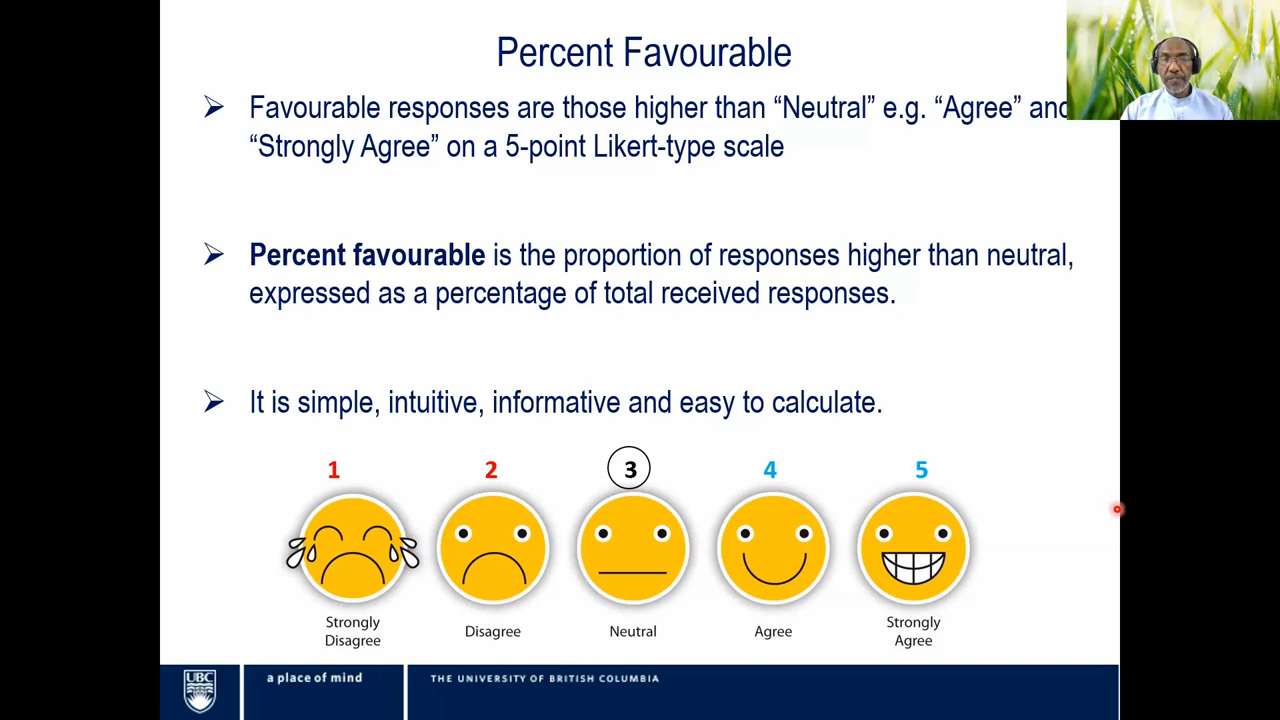 Percent Favourable
Favourable responses are those higher than “Neutral” e.g. “Agree” and
“Strongly Agree” on a 5-point Likert-type scale
Percent favourable is the proportion of responses higher than neutral,
expressed as a percentage of total received responses.
It is simple, intuitive, informative and easy to calculate.
1 2 3 4 5
Strongly Disagree Disagree Neutral Agree Strongly Agree
UBC a place of mind THE UNIVERSITY OF BRITISH COLUMBIA